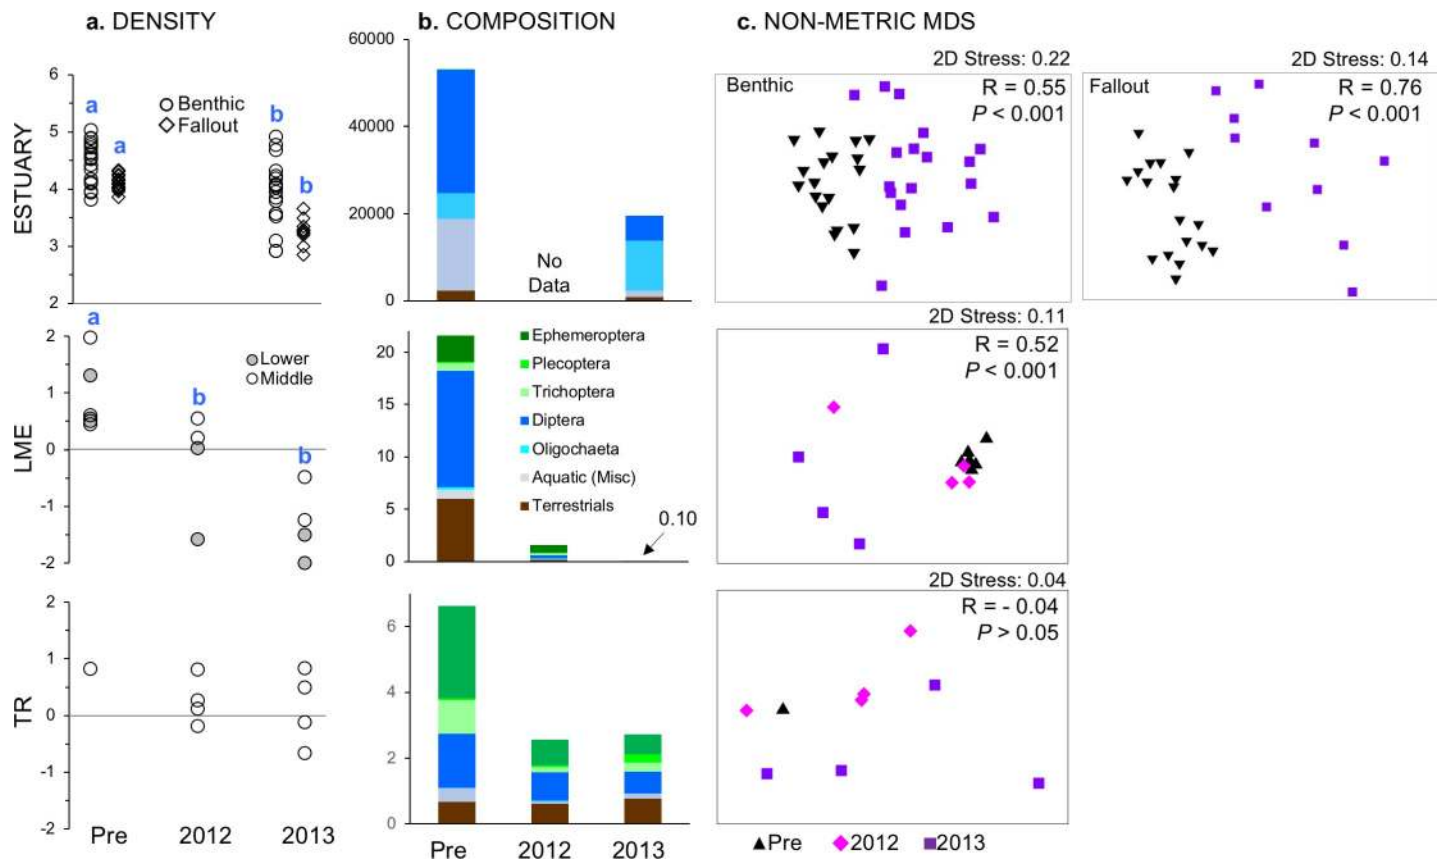 a. DENSITY
b. COMPOSITION
c. NON-METRIC MDS
ESTUARY
6
5
4
3
2
a
a
b
b
Benthic
Fallout
60000
40000
20000
0
No
Data
2D Stress: 0.22
Benthic
R = 0.55
P < 0.001
2D Stress: 0.14
Fallout
R = 0.76
P < 0.001
LME
2
1
0
-1
-2
a
b
b
Lower
Middle
20
15
10
5
0
Ephemeroptera
Plecoptera
Trichoptera
Diptera
Oligochaeta
Aquatic (Misc)
Terrestrials
0.10
2D Stress: 0.11
R = 0.52
P < 0.001
TR
2
1
0
-1
-2
Pre
2012
2013
6
4
2
0
Pre
2012
2013
2D Stress: 0.04
R = - 0.04
P > 0.05
Pre
2012
2013